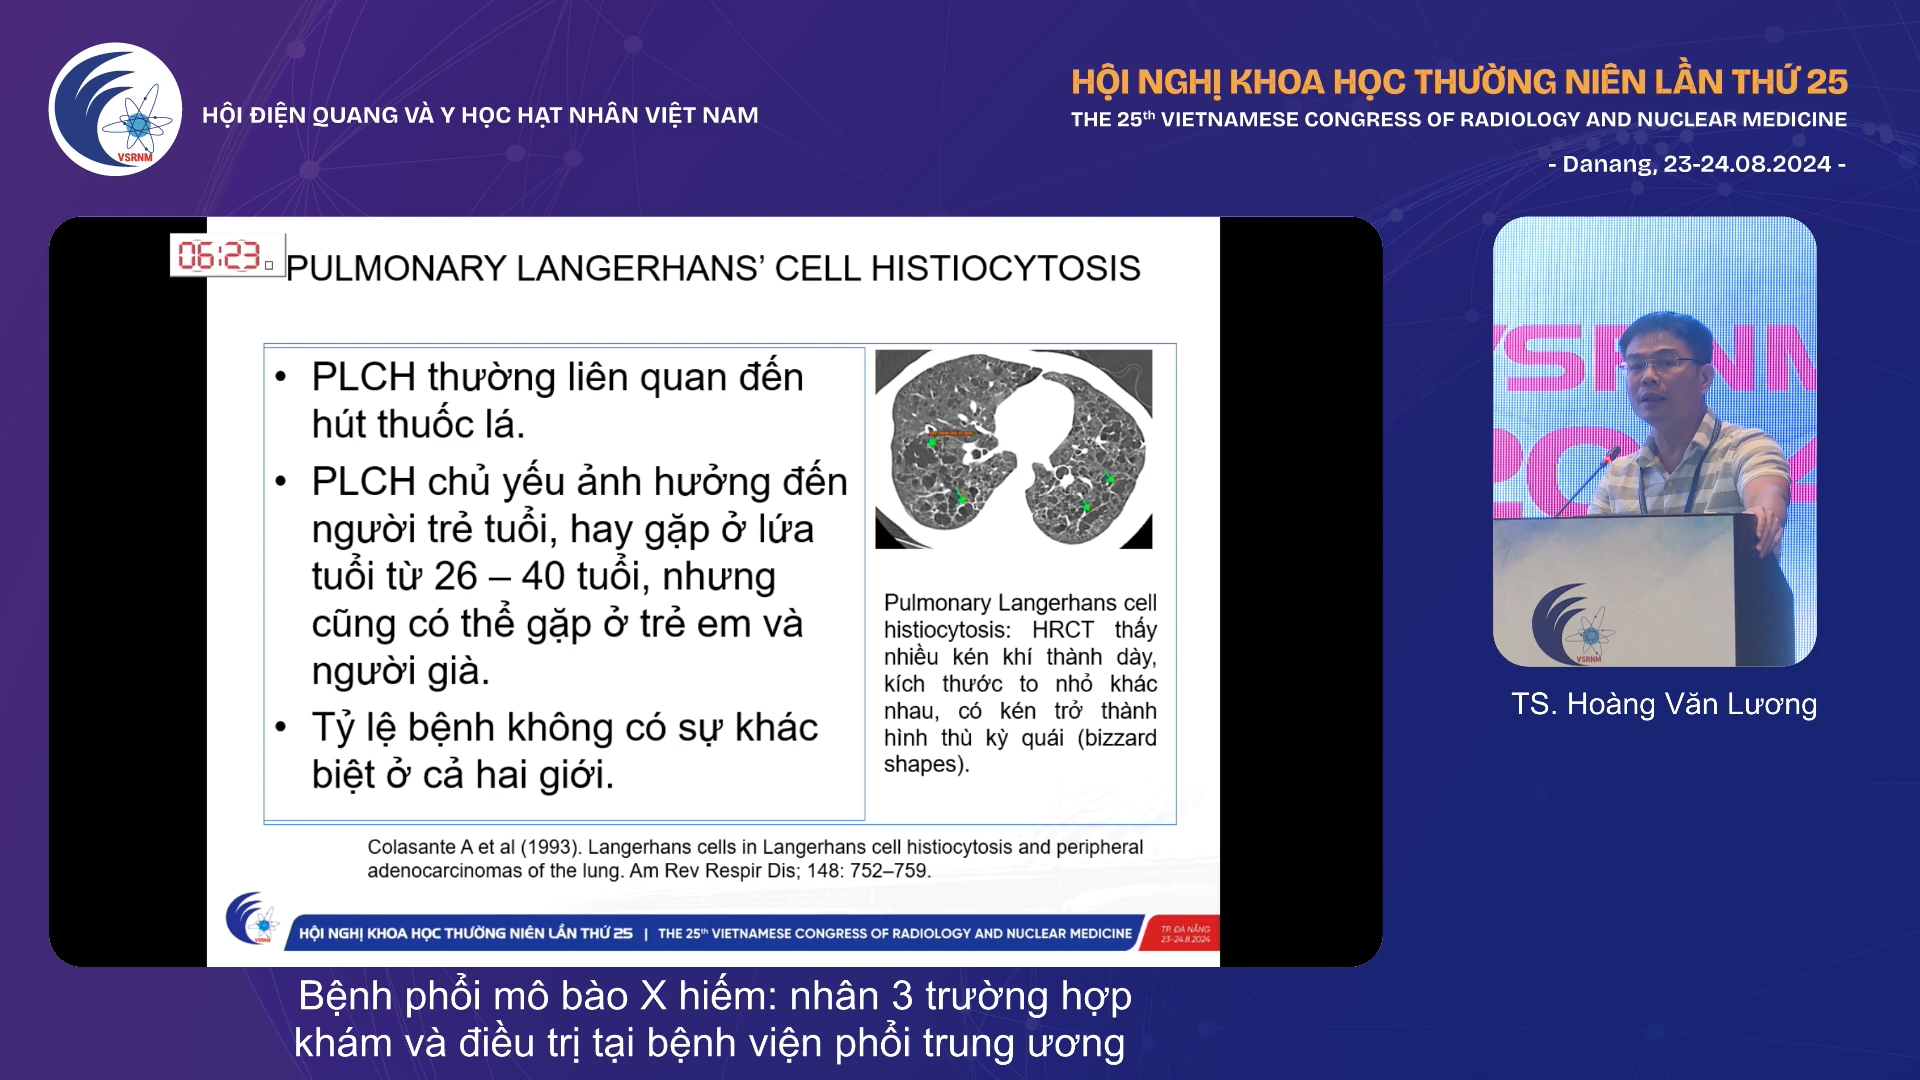 VSRNM
HỘI ĐIỆN QUANG VÀ Y HỌC HẠT NHÂN VIỆT NAM
HỘI NGHỊ KHOA HỌC THƯỜNG NIÊN LẦN THỨ 25
THE 25th VIETNAMESE CONGRESS OF RADIOLOGY AND NUCLEAR MEDICINE
- Danang, 23-24.08.2024 -
06:23
PULMONARY LANGERHANS’ CELL HISTIOCYTOSIS
• PLCH thường liên quan đến
hút thuốc lá.
• PLCH chủ yếu ảnh hưởng đến
người trẻ tuổi, hay gặp ở lứa
tuổi từ 26 – 40 tuổi, nhưng
cũng có thể gặp ở trẻ em và
người già.
• Tỷ lệ bệnh không có sự khác
biệt ở cả hai giới.
Pulmonary Langerhans cell
histiocytosis: HRCT thấy
nhiều kén khí thành dày,
kích thước to nhỏ khác
nhau, có kén trở thành
hình thù kỳ quái (bizzard
shapes).
Colasante A et al (1993). Langerhans cells in Langerhans cell histiocytosis and peripheral
adenocarcinomas of the lung. Am Rev Respir Dis; 148: 752–759.
VSRNM
HỘI NGHỊ KHOA HỌC THƯỜNG NIÊN LẦN THỨ 25 | THE 25th VIETNAMESE CONGRESS OF RADIOLOGY AND NUCLEAR MEDICINE
TP. ĐÀ NẴNG
23-24.8.2024
VSRNM
2024
VSRNM
TS. Hoàng Văn Lương
Bệnh phổi mô bào X hiếm: nhân 3 trường hợp
khám và điều trị tại bệnh viện phổi trung ương